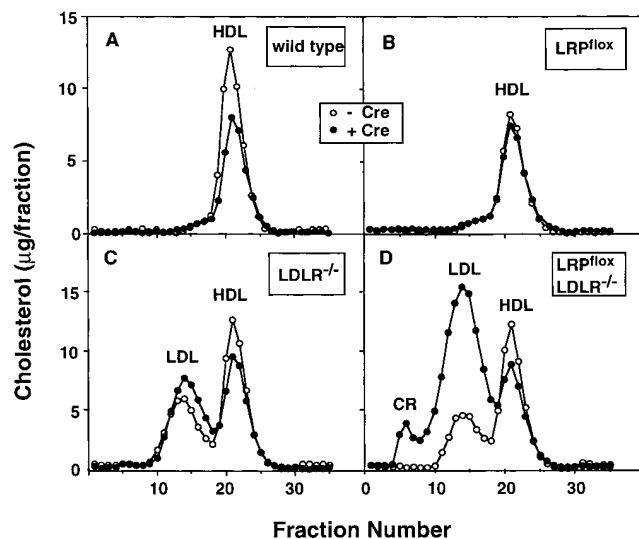 A
HDL
wild type
B
LRPflox
HDL
- Cre
+ Cre
15
10
5
0
C
LDLR-/-
LDL
HDL
D
LRPflox
LDLR-/-
LDL
HDL
CR
15
10
5
0
10 20 30
0 10 20 30
Cholesterol (µg/fraction)
Fraction Number